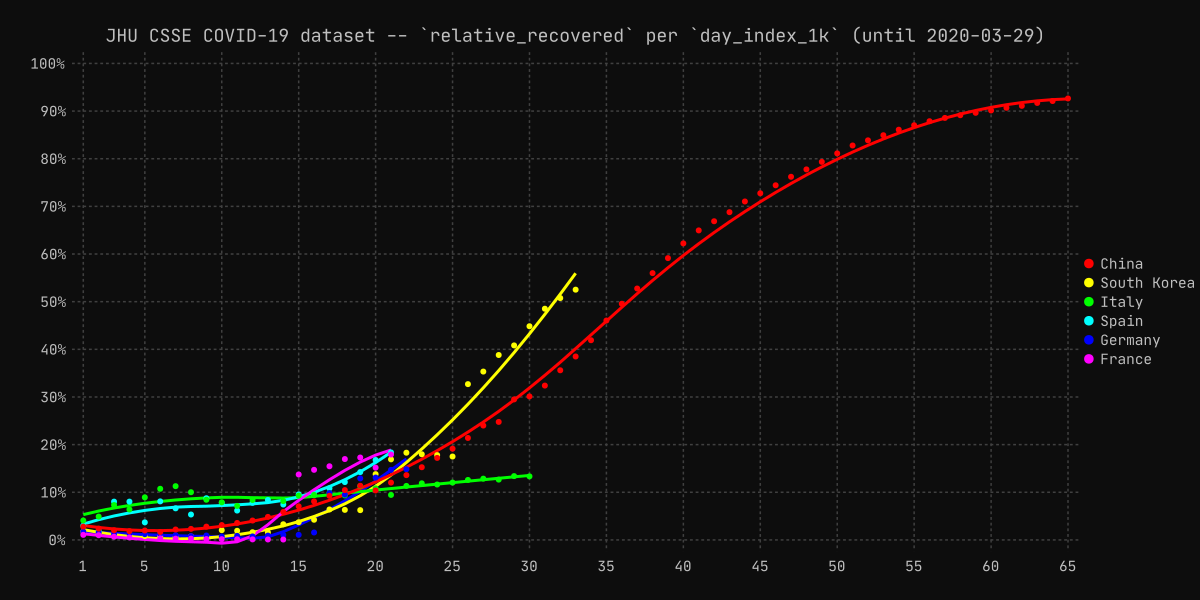 JHU CSSE COVID-19 dataset -- `relative_recovered` per `day_index_1k` (until 2020-03-29)
100%
90%
80%
70%
60%
50%
40%
30%
20%
10%
0%
1 5 10 15 20 25 30 35 40 45 50 55 60 65
China
South Korea
Italy
Spain
Germany
France